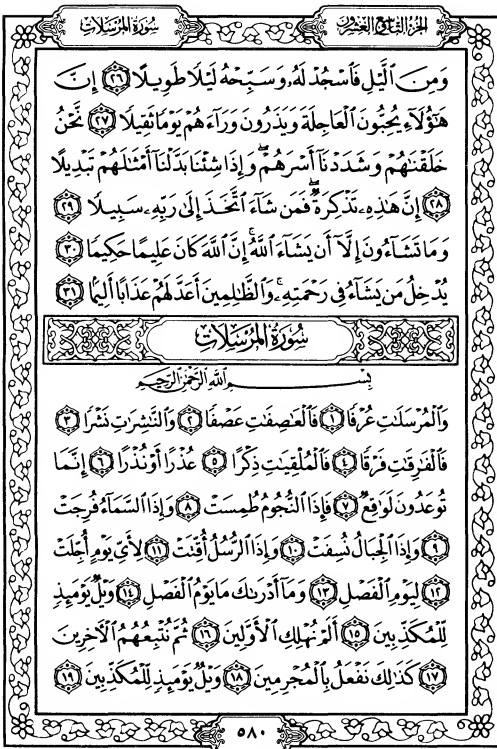 الجزء التاسع والعشرون
سورة المرسلات
وَمِنَ ٱلَّيۡلِ فَٱسۡجُدۡ لَهُۥ وَسَبِّحۡهُ لَيۡلًا طَوِيلًا ٢٦ إِنَّ
هَٰٓؤُلَآءِ يُحِبُّونَ ٱلۡعَاجِلَةَ وَيَذَرُونَ وَرَآءَهُمۡ يَوۡمًا ثَقِيلًا ٢٧ نَّحۡنُ
خَلَقۡنَٰهُمۡ وَشَدَدۡنَآ أَسۡرَهُمۡۖ وَإِذَا شِئۡنَا بَدَّلۡنَآ أَمۡثَٰلَهُمۡ تَبۡدِيلًا
٢٨ إِنَّ هَٰذِهِۦ تَذۡكِرَةٞۖ فَمَن شَآءَ ٱتَّخَذَ إِلَىٰ رَبِّهِۦ سَبِيلًا ٢٩
وَمَا تَشَآءُونَ إِلَّآ أَن يَشَآءَ ٱللَّهُۚ إِنَّ ٱللَّهَ كَانَ عَلِيمًا حَكِيمًا ٣٠
يُدۡخِلُ مَن يَشَآءُ فِي رَحۡمَتِهِۦۚ وَٱلظَّٰلِمِينَ أَعَدَّ لَهُمۡ عَذَابًا أَلِيمَۢا ٣١
سُورَةُ المُرۡسَلَاتِ
بِسۡمِ ٱللَّهِ ٱلرَّحۡمَٰنِ ٱلرَّحِيمِ
وَٱلۡمُرۡسَلَٰتِ عُرۡفٗا ١ فَٱلۡعَٰصِفَٰتِ عَصۡفٗا ٢ وَٱلنَّٰشِرَٰتِ نَشۡرٗا ٣
فَٱلۡفَٰرِقَٰتِ فَرۡقٗا ٤ فَٱلۡمُلۡقِيَٰتِ ذِكۡرًا ٥ عُذۡرًا أَوۡ نُذۡرًا ٦ إِنَّمَا
تُوعَدُونَ لَوَٰقِعٞ ٧ فَإِذَا ٱلنُّجُومُ طُمِسَتۡ ٨ وَإِذَا ٱلسَّمَآءُ فُرِجَتۡ
٩ وَإِذَا ٱلۡجِبَالُ نُسِفَتۡ ١٠ وَإِذَا ٱلرُّسُلُ أُقِّتَتۡ ١١ لِأَيِّ يَوۡمٍ أُجِّلَتۡ
١٢ لِيَوۡمِ ٱلۡفَصۡلِ ١٣ وَمَآ أَدۡرَىٰكَ مَا يَوۡمُ ٱلۡفَصۡلِ ١٤ وَيۡلٞ يَوۡمَئِذٖ
لِّلۡمُكَذِّبِينَ ١٥ أَلَمۡ نُهۡلِكِ ٱلۡأَوَّلِينَ ١٦ ثُمَّ نُتۡبِعُهُمُ ٱلۡأٓخِرِينَ
١٧ كَذَٰلِكَ نَفۡعَلُ بِٱلۡمُجۡرِمِينَ ١٨ وَيۡلٞ يَوۡمَئِذٖ لِّلۡمُكَذِّبِينَ ١٩
٥٨٠